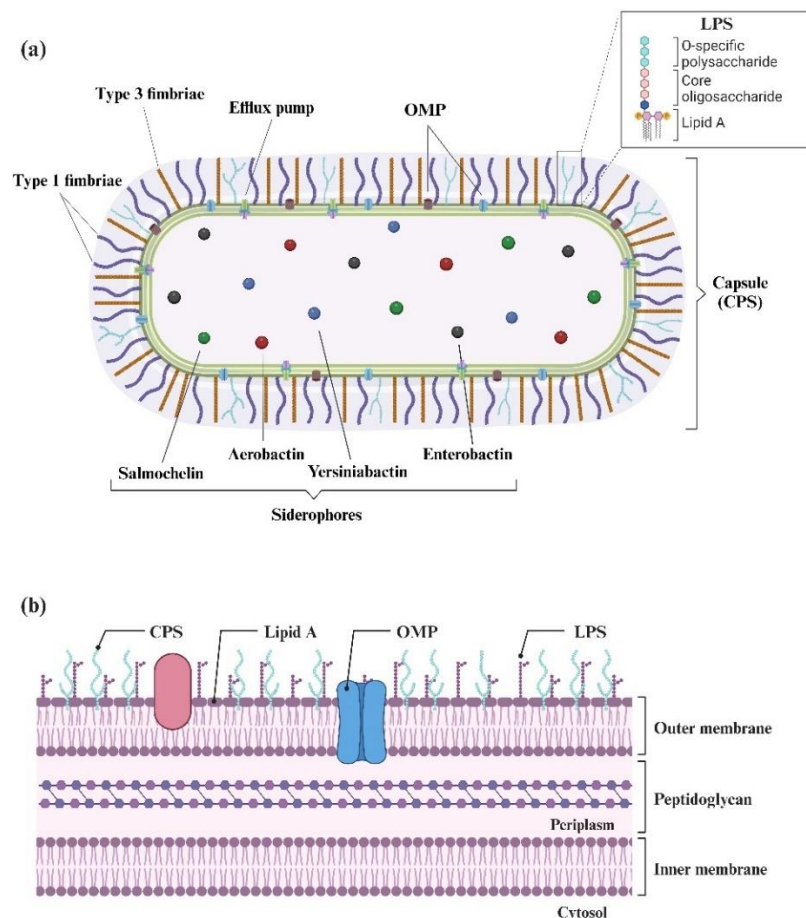 (a)
LPS
O-specific
polysaccharide
Core
oligosaccharide
Lipid A
Type 3 fimbriae
Efflux pump
OMP
Type 1 fimbriae
Capsule
(CPS)
Salmochelin
Aerobactin
Yersiniabactin
Enterobactin
Siderophores
(b)
CPS
Lipid A
OMP
LPS
Outer membrane
Peptidoglycan
Periplasm
Inner membrane
Cytosol